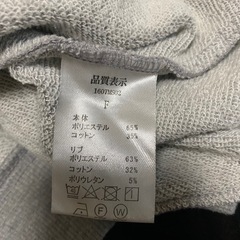 品質表示
1607MS02
F
本体
ポリエステル 65%
コットン 35%
リブ
ポリエステル 63%
コットン 32%
ポリウレタン 5%